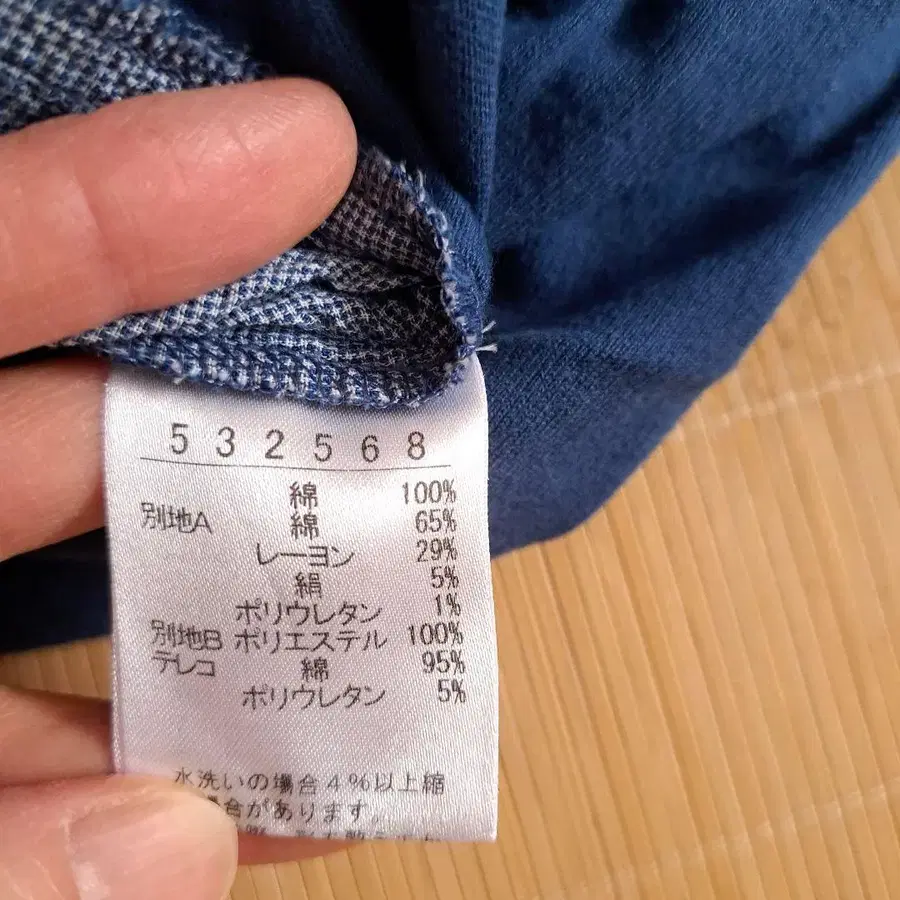 532568
綿 100%
別地A 綿 65%
レーヨン 29%
絹 5%
ポリウレタン 1%
別地B ポリエステル 100%
テレコ 綿 95%
ポリウレタン 5%
水洗いの場合4%以上縮
場合があります。